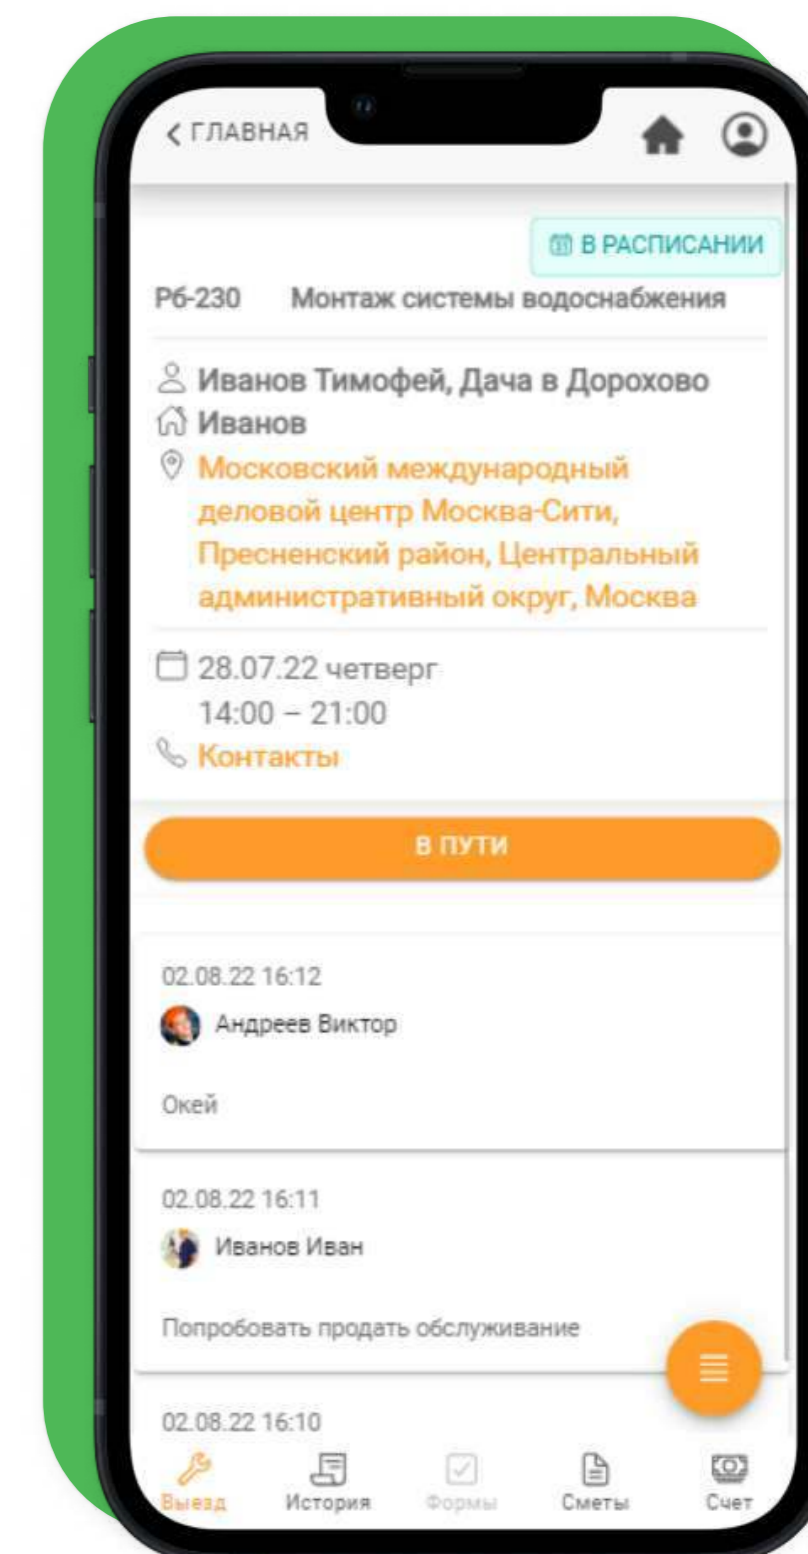 ГЛАВНАЯ
В РАСПИСАНИИ
Рб-230 Монтаж системы водоснабжения
Иванов Тимофей, Дача в Дорохово
Иванов
Московский международный
деловой центр Москва-Сити,
Пресненский район, Центральный
административный округ, Москва
28.07.22 четверг
14:00 – 21:00
Контакты
В ПУТИ
02.08.22 16:12
Андреев Виктор
Окей
02.08.22 16:11
Иванов Иван
Попробовать продать обслуживание
02.08.22 16:10
Выезд История Формы Сметы Счет